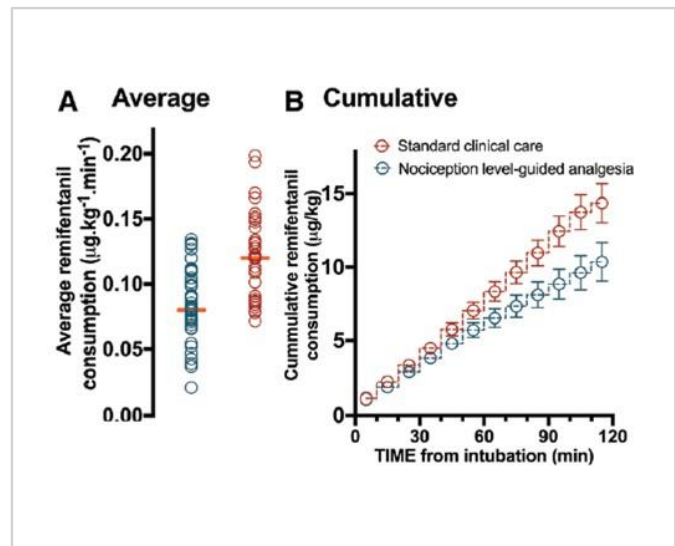 A Average
Average remifentanil
consumption (µg.kg-1.min-1)
0.20
0.15
0.10
0.05
0.00
B Cumulative
Standard clinical care
Nociception level-guided analgesia
Cummulative remifentanil
consumption (µg/kg)
15
10
5
0
0 30 60 90 120
TIME from intubation (min)